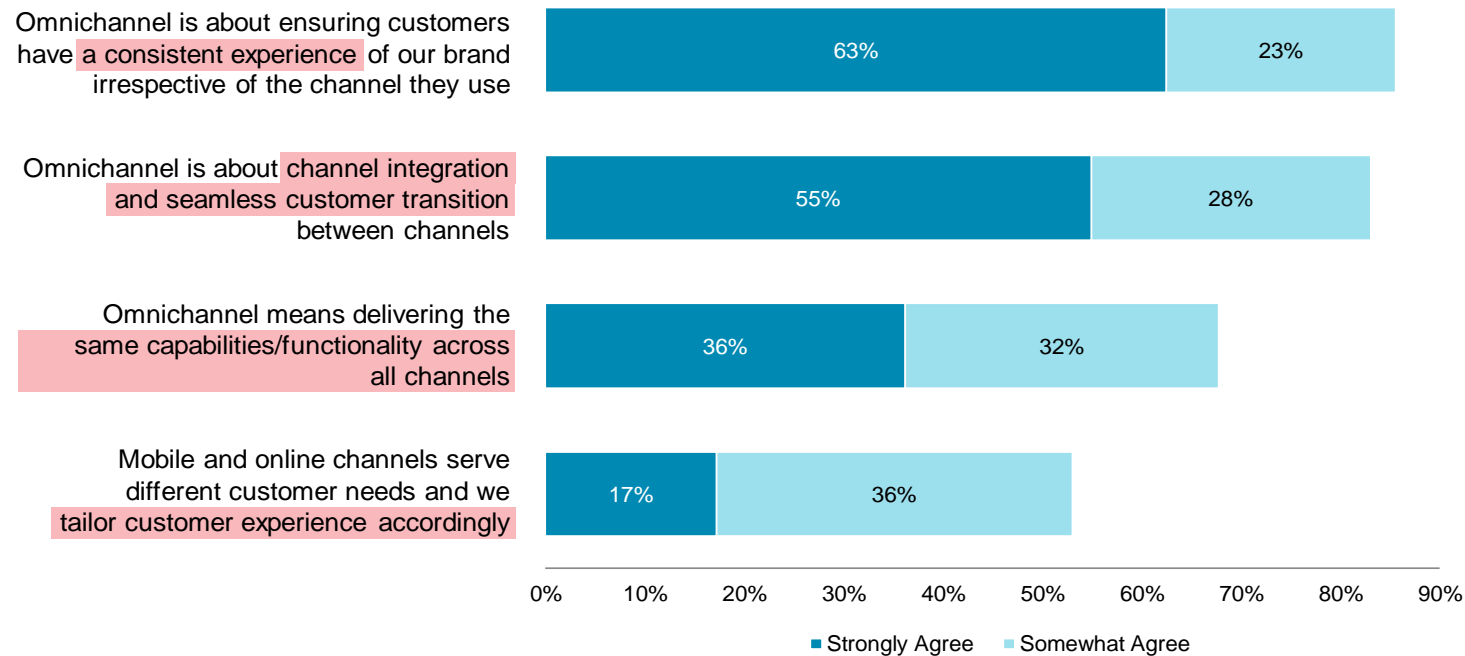 Omnichannel is about ensuring customers
have a consistent experience of our brand
irrespective of the channel they use
63%
23%
Omnichannel is about channel integration
and seamless customer transition
between channels
55%
28%
Omnichannel means delivering the
same capabilities/functionality across
all channels
36%
32%
Mobile and online channels serve
different customer needs and we
tailor customer experience accordingly
17%
36%
0% 10% 20% 30% 40% 50% 60% 70% 80% 90%
Strongly Agree Somewhat Agree